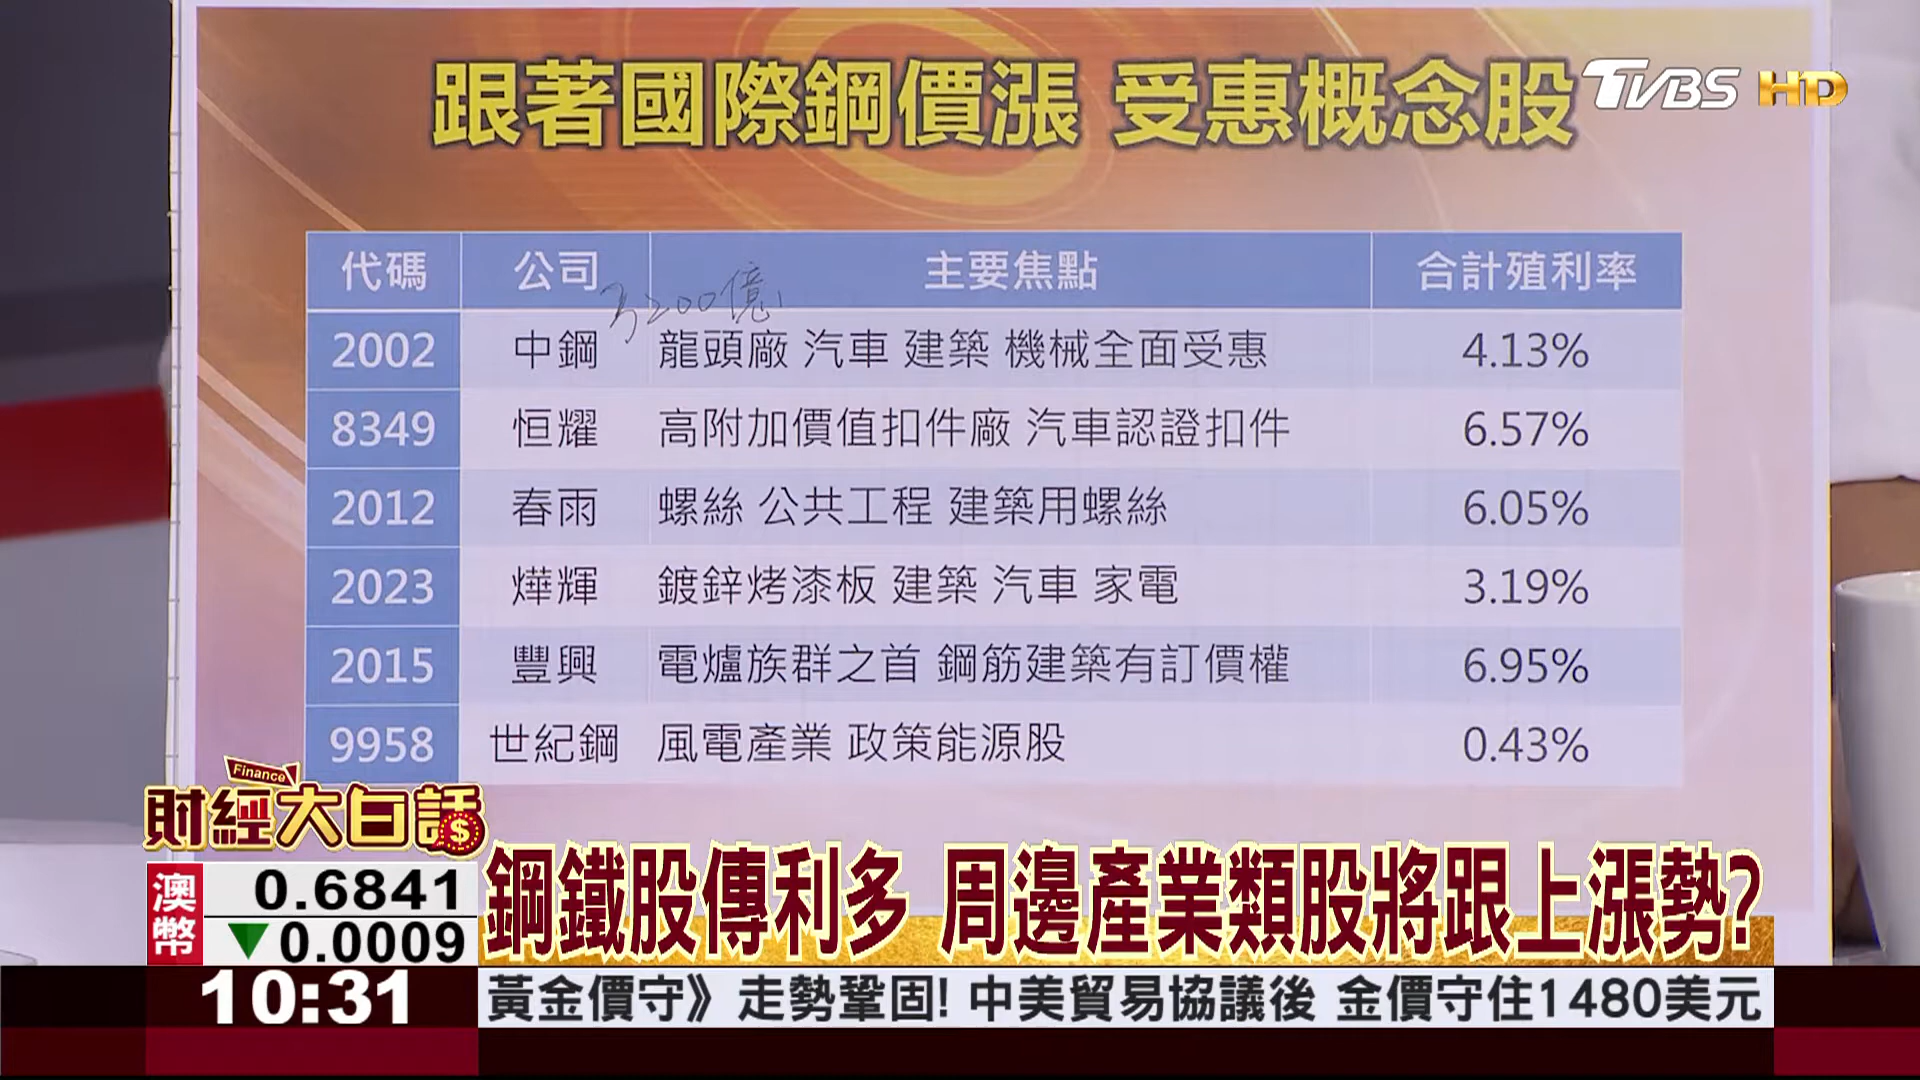 跟著國際鋼價漲 受惠概念股
TVBS HD
代碼 公司 主要焦點 合計殖利率
3200億
2002 中鋼 龍頭廠 汽車 建築 機械全面受惠 4.13%
8349 恒耀 高附加價值扣件廠 汽車認證扣件 6.57%
2012 春雨 螺絲 公共工程 建築用螺絲 6.05%
2023 燁輝 鍍鋅烤漆板 建築 汽車 家電 3.19%
2015 豐興 電爐族群之首 鋼筋建築有訂價權 6.95%
9958 世紀鋼 風電產業 政策能源股 0.43%
Finance
財經大白話
$
鋼鐵股傳利多 周邊產業類股將跟上漲勢?
澳幣 0.6841
▼0.0009
10:31
黃金價守》走勢鞏固! 中美貿易協議後 金價守住1480美元